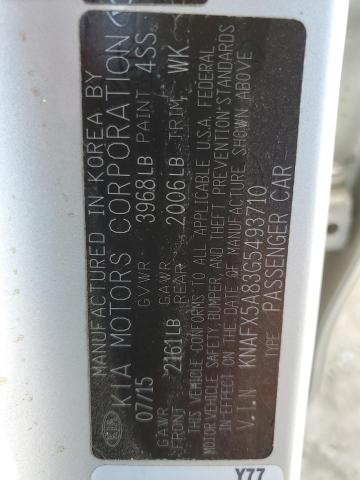 MANUFACTURED IN KOREA BY
KIA KIA MOTORS CORPORATION
07/15 GVWR 3968LB PAINT 4SS
GAWR FRONT 2161LB GAWR REAR 2006LB TRIM WK
THIS VEHICLE CONFORMS TO ALL APPLICABLE U.S.A. FEDERAL
MOTOR VEHICLE SAFETY, BUMPER, AND THEFT PREVENTION STANDARDS
IN EFFECT ON THE DATE OF MANUFACTURE SHOWN ABOVE
V.I.N KNAFX5A88G5493710
PASSENGER CAR
Y77